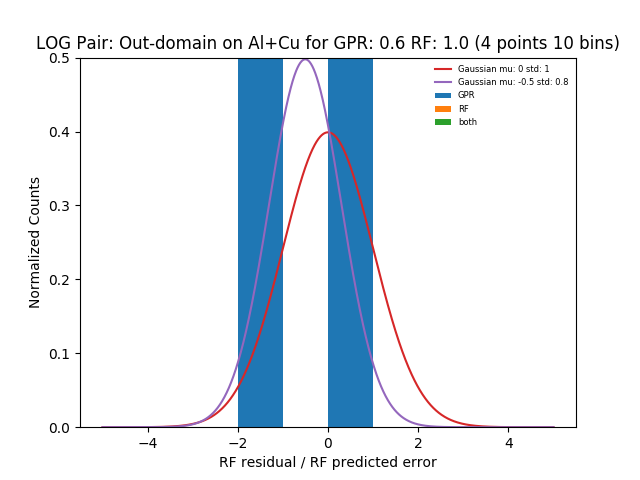 LOG Pair: Out-domain on Al+Cu for GPR: 0.6 RF: 1.0 (4 points 10 bins)
Gaussian mu: 0 std: 1
Gaussian mu: -0.5 std: 0.8
GPR
RF
both
Normalized Counts
0.5
0.4
0.3
0.2
0.1
0.0
−4
−2
0
2
4
RF residual / RF predicted error